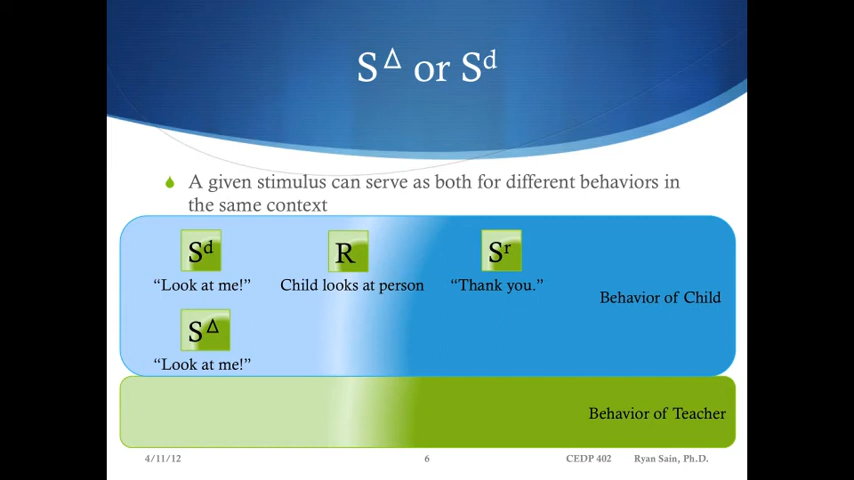 S^Δ or S^d
A given stimulus can serve as both for different behaviors in
the same context
S^d R S^r
“Look at me!” Child looks at person “Thank you.”
Behavior of Child
S^Δ
“Look at me!”
Behavior of Teacher
4/11/12 6 CEDP 402 Ryan Sain, Ph.D.